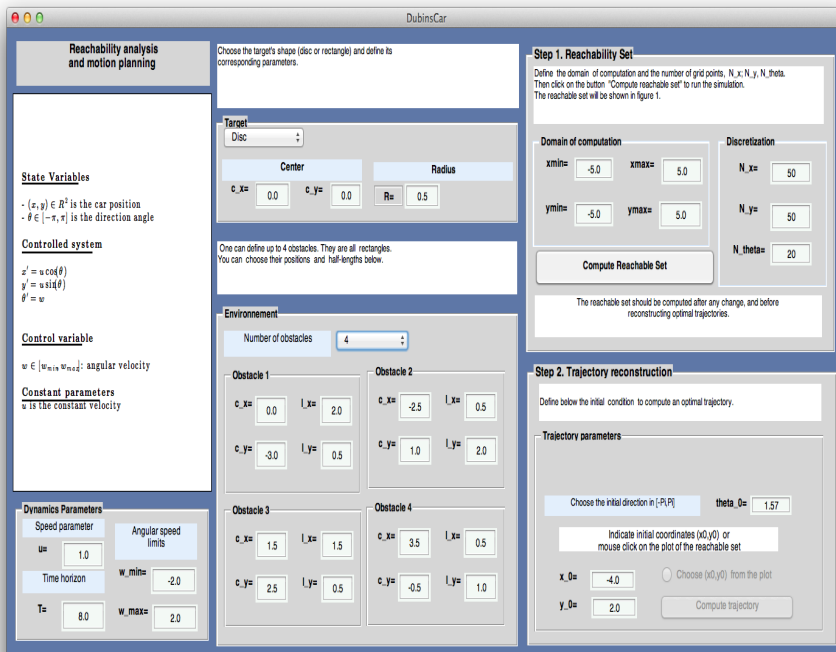 DubinsCar
Reachability analysis
and motion planning
State Variables
- (x, y) ∈ R² is the car position
- θ ∈ [−π, π] is the direction angle
Controlled system
x′ = u cos(θ)
y′ = u sin(θ)
θ′ = w
Control variable
w ∈ [w_min, w_max]: angular velocity
Constant parameters
u is the constant velocity
Dynamics Parameters
Speed parameter
u= 1.0
Time horizon
T= 8.0
Angular speed
limits
w_min= -2.0
w_max= 2.0
Choose the target's shape (disc or rectangle) and define its
corresponding parameters.
Target
Disc
Center
c_x= 0.0 c_y= 0.0
Radius
R= 0.5
One can define up to 4 obstacles. They are all rectangles.
You can choose their positions and half-lengths below.
Environnement
Number of obstacles 4
Obstacle 1
c_x= 0.0 l_x= 2.0
c_y= -3.0 l_y= 0.5
Obstacle 2
c_x= -2.5 l_x= 0.5
c_y= 1.0 l_y= 2.0
Obstacle 3
c_x= 1.5 l_x= 1.5
c_y= 2.5 l_y= 0.5
Obstacle 4
c_x= 3.5 l_x= 0.5
c_y= -0.5 l_y= 1.0
Step 1. Reachability Set
Define the domain of computation and the number of grid points, N_x; N_y, N_theta.
Then click on the button "Compute reachable set" to run the simulation.
The reachable set will be shown in figure 1.
Domain of computation
xmin= -5.0 xmax= 5.0
ymin= -5.0 ymax= 5.0
Discretization
N_x= 50
N_y= 50
N_theta= 20
Compute Reachable Set
The reachable set should be computed after any change, and before
reconstructing optimal trajectories.
Step 2. Trajectory reconstruction
Define below the initial condition to compute an optimal trajectory.
Trajectory parameters
Choose the initial direction in [-Pi,Pi] theta_0= 1.57
Indicate initial coordinates (x0,y0) or
mouse click on the plot of the reachable set
x_0= -4.0 Choose (x0,y0) from the plot
y_0= 2.0 Compute trajectory